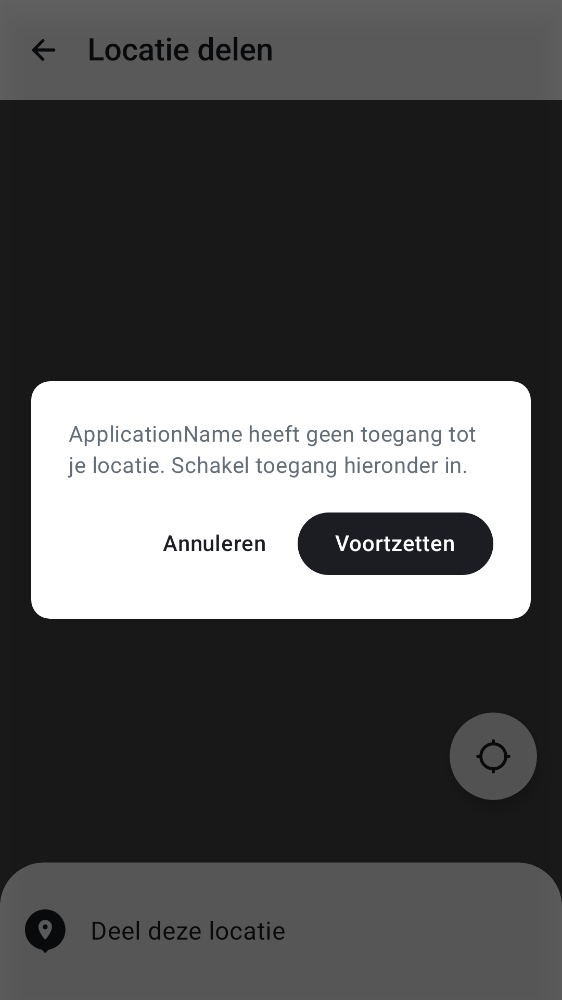 Locatie delen
ApplicationName heeft geen toegang tot
je locatie. Schakel toegang hieronder in.
Annuleren
Voortzetten
Deel deze locatie